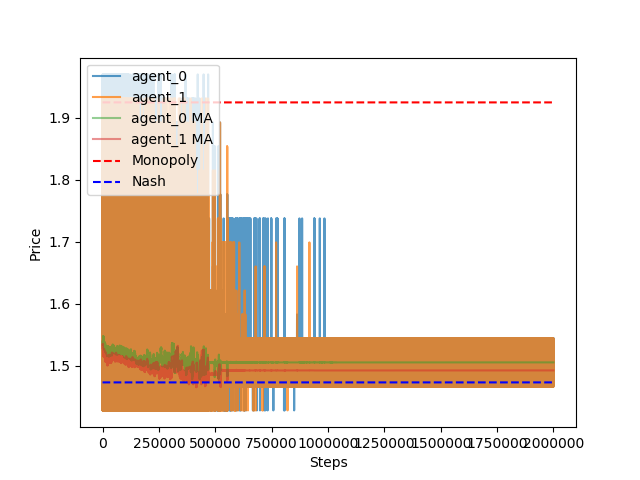 agent_0
agent_1
agent_0 MA
agent_1 MA
Monopoly
Nash
1.9
1.8
1.7
1.6
1.5
Price
0 250000 500000 750000 1000000 1250000 1500000 1750000 2000000
Steps